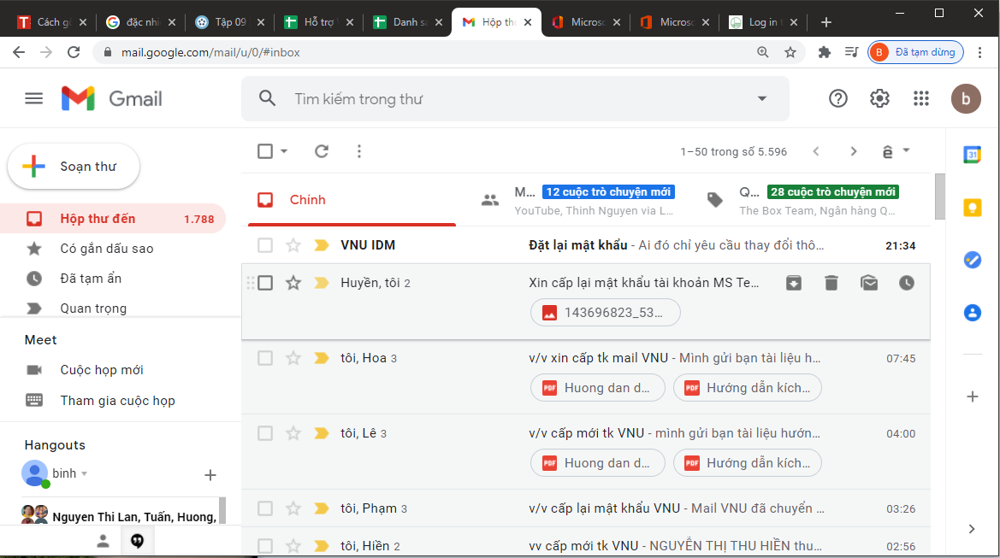 Cách gõ
đặc nhi
Tập 09
Hỗ trợ
Danh sá
Hộp thu
Microsc
Microsc
Log in t
mail.google.com/mail/u/0/#inbox
B Đã tạm dừng
Gmail
Tìm kiếm trong thư
b
Soạn thư
1–50 trong số 5.596
ê
31
Hộp thư đến 1.788
Có gắn dấu sao
Đã tạm ẩn
Quan trọng
Chính
M... 12 cuộc trò chuyện mới
YouTube, Thinh Nguyen via L...
Q... 28 cuộc trò chuyện mới
The Box Team, Ngân hàng Q...
VNU IDM Đặt lại mật khẩu - Ai đó chỉ yêu cầu thay đổi thô... 21:34
Huyền, tôi 2 Xin cấp lại mật khẩu tài khoản MS Te...
143696823_53...
tôi, Hoa 3 v/v xin cấp tk mail VNU - Mình gửi bạn tài liệu h... 07:45
PDF Huong dan d... PDF Hướng dẫn kích...
tôi, Lê 3 v/v cấp mới tk VNU - mình gửi bạn tài liệu hướn... 04:00
PDF Huong dan d... PDF Hướng dẫn kích...
tôi, Phạm 3 v/v cấp lại mật khẩu VNU - Mail VNU đã chuyển ... 03:26
tôi, Hiền 2 vv cấp mới tk VNU - NGUYỄN THỊ THU HIỀN thu... 02:56
Meet
Cuộc họp mới
Tham gia cuộc họp
Hangouts
binh
Nguyen Thi Lan, Tuấn, Huong,